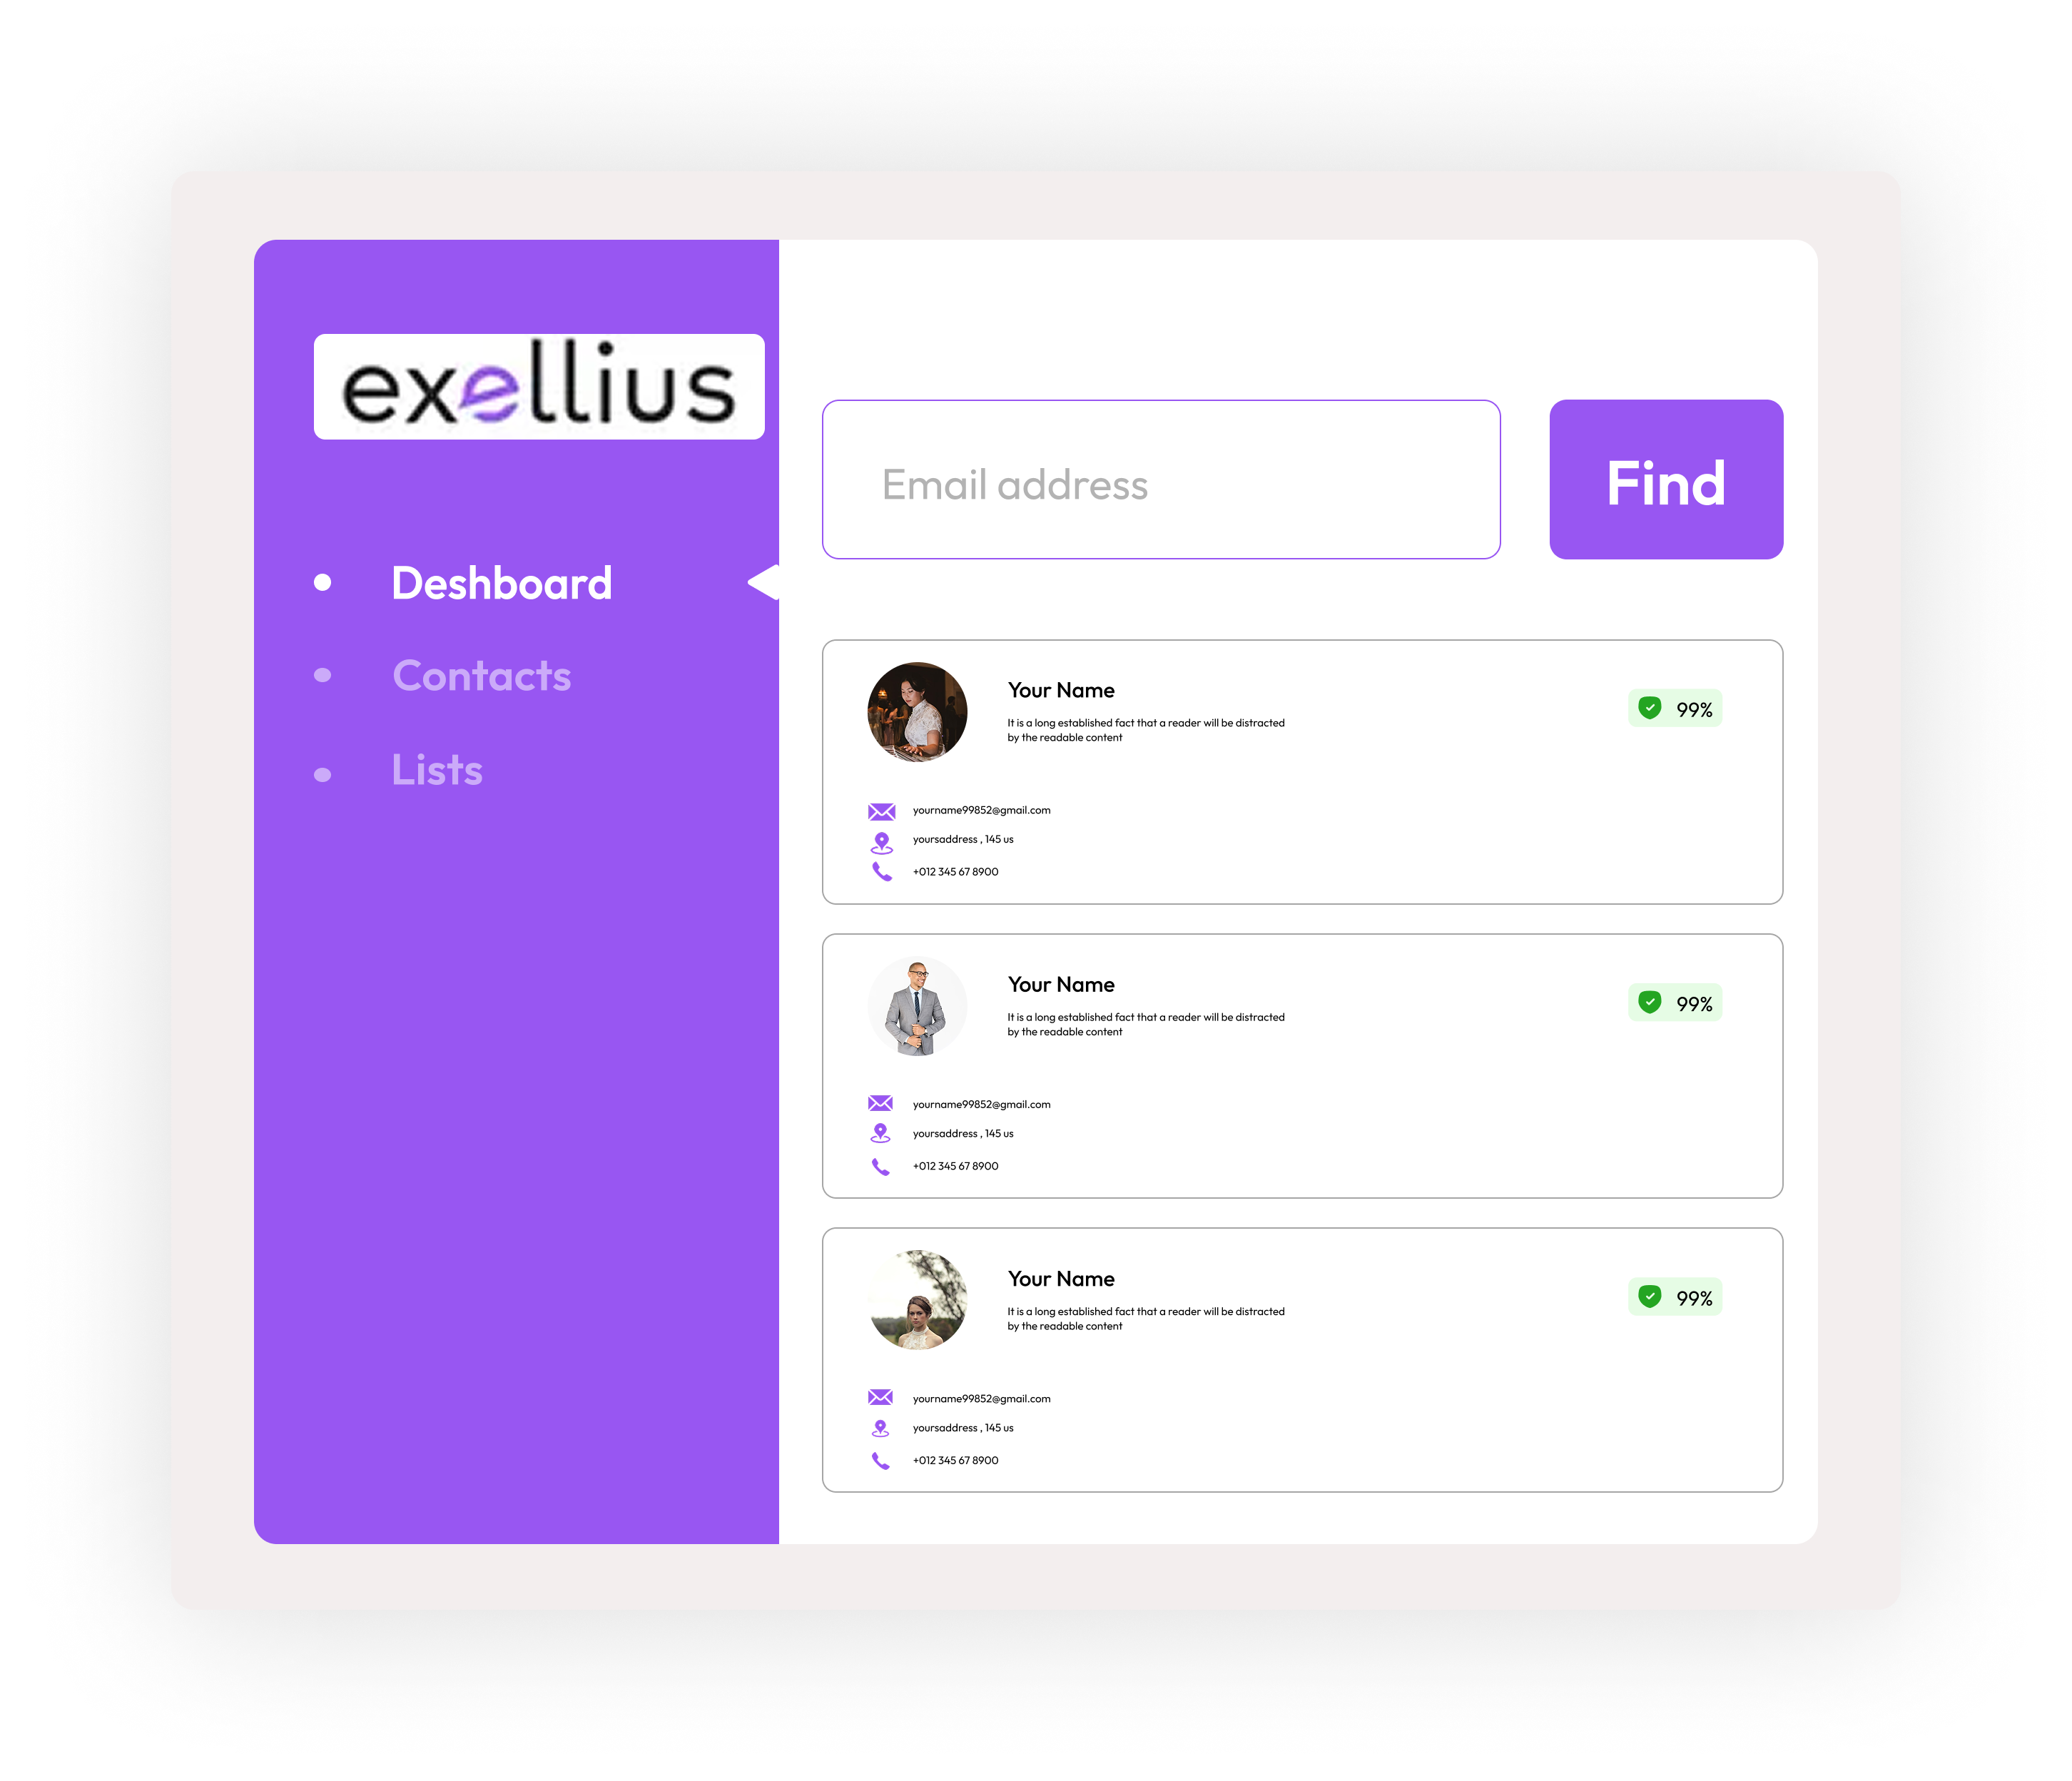 exellius
Deshboard
Contacts
Lists
Email address
Find
Your Name
It is a long established fact that a reader will be distracted
by the readable content
99%
yourname99852@gmail.com
yoursaddress , 145 us
+012 345 67 8900
Your Name
It is a long established fact that a reader will be distracted
by the readable content
99%
yourname99852@gmail.com
yoursaddress , 145 us
+012 345 67 8900
Your Name
It is a long established fact that a reader will be distracted
by the readable content
99%
yourname99852@gmail.com
yoursaddress , 145 us
+012 345 67 8900